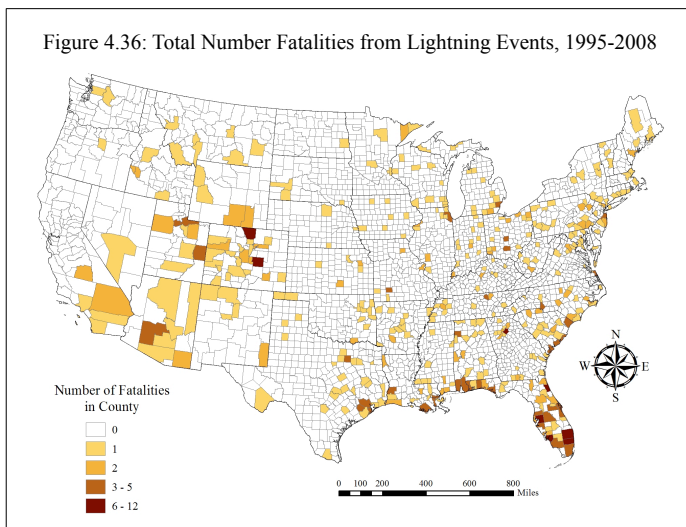 Figure 4.36: Total Number Fatalities from Lightning Events, 1995-2008
N
W E
S
Number of Fatalities
in County
0
1
2
3 - 5
6 - 12
0 100 200 400 600 800
Miles